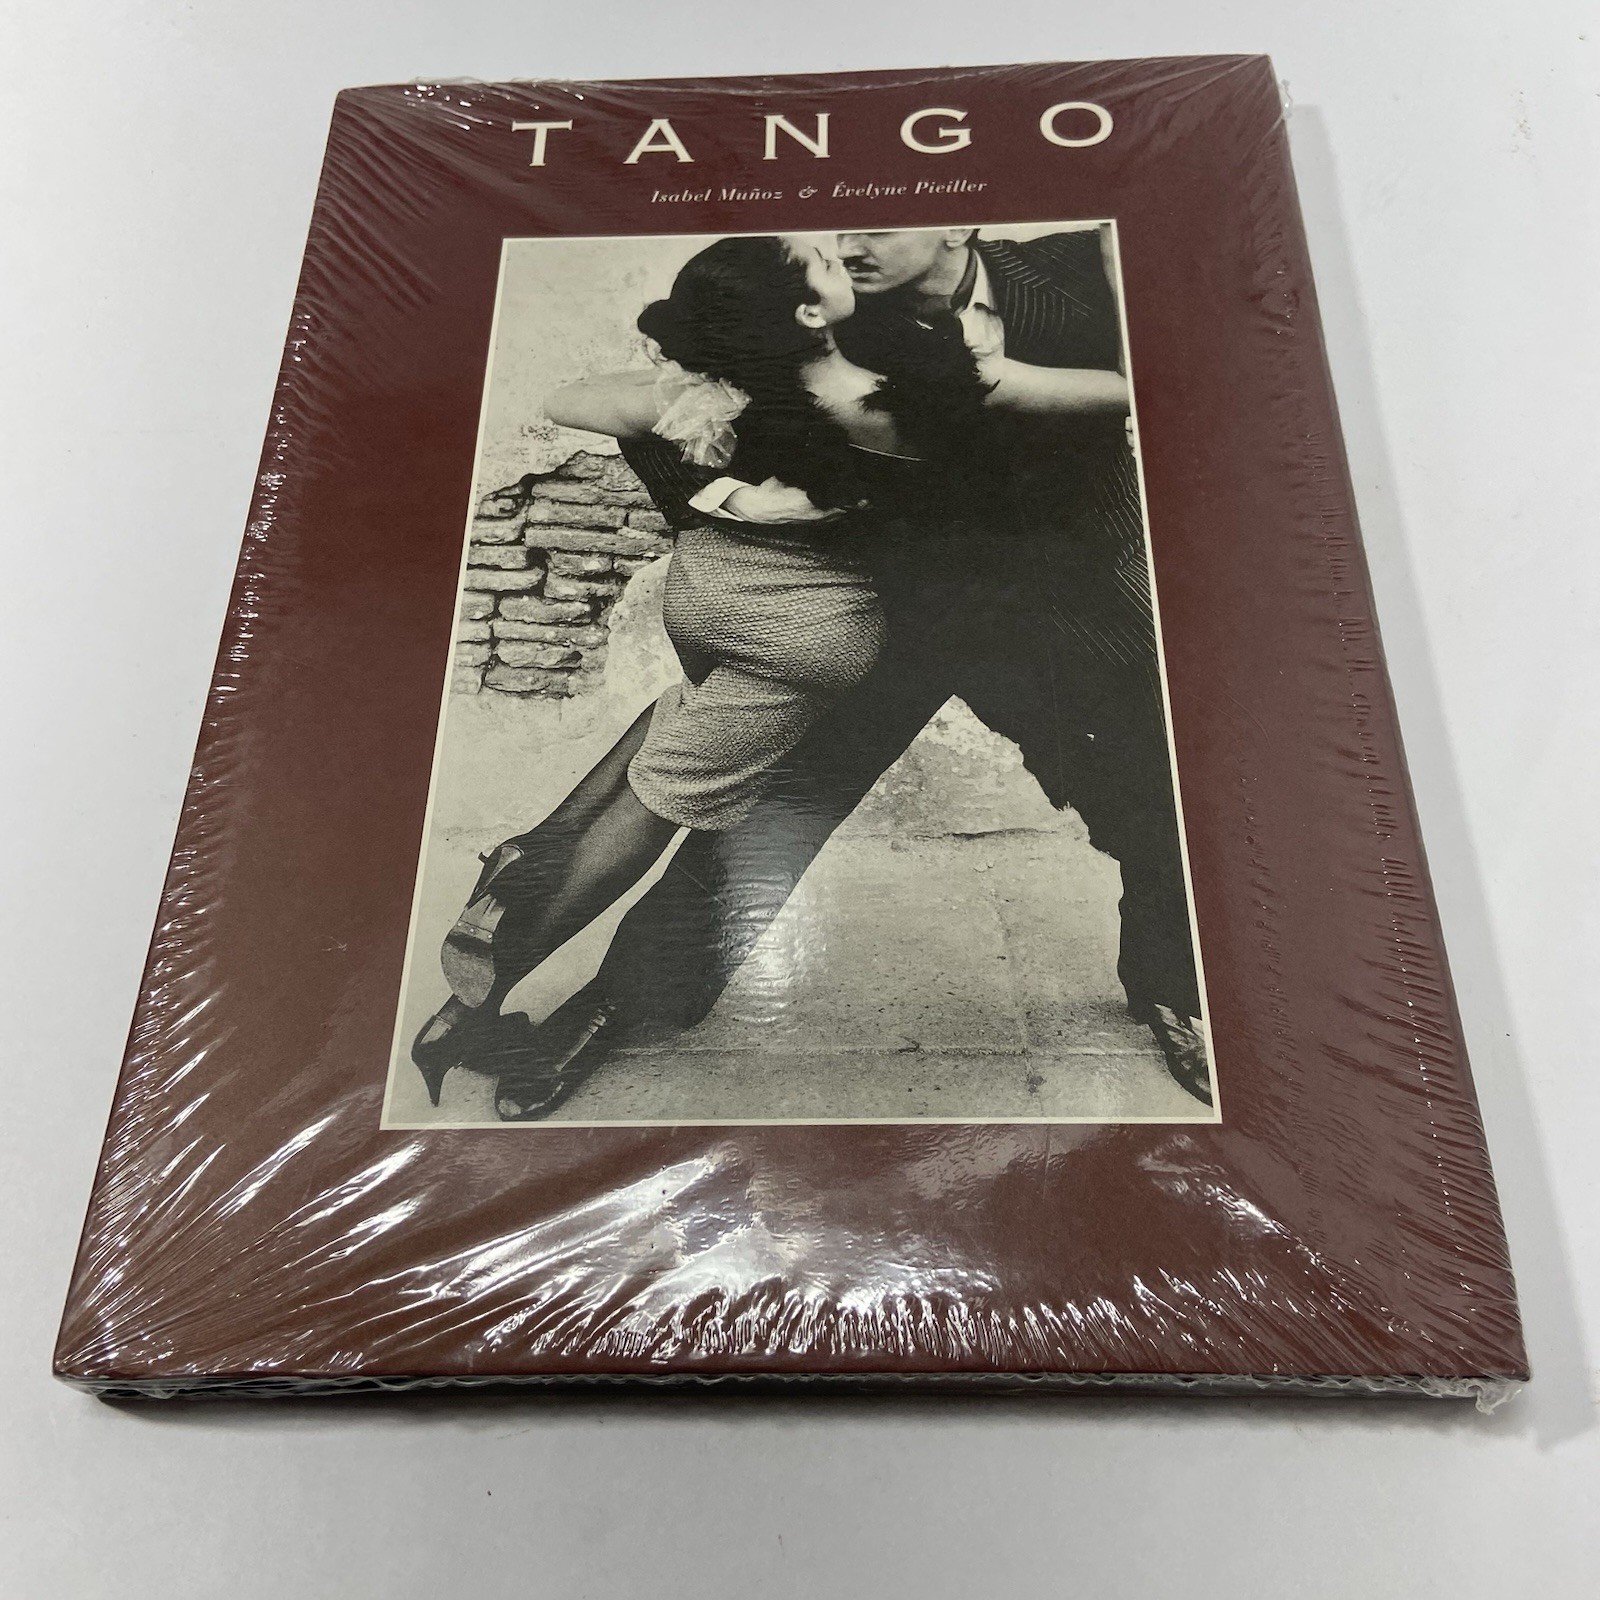 TANGO
Isabel Muñoz & Évelyne Pieiller